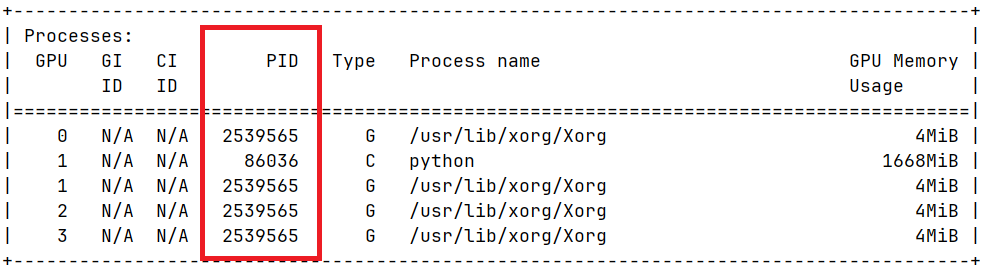 +-----------------------------------------------------------------------------+
| Processes:                                                                  |
|  GPU   GI   CI        PID   Type   Process name                  GPU Memory |
|        ID   ID                                                   Usage      |
|=============================================================================|
|    0   N/A  N/A   2539565      G   /usr/lib/xorg/Xorg                  4MiB |
|    1   N/A  N/A     86036      C   python                           1668MiB |
|    1   N/A  N/A   2539565      G   /usr/lib/xorg/Xorg                  4MiB |
|    2   N/A  N/A   2539565      G   /usr/lib/xorg/Xorg                  4MiB |
|    3   N/A  N/A   2539565      G   /usr/lib/xorg/Xorg                  4MiB |
+-----------------------------------------------------------------------------+